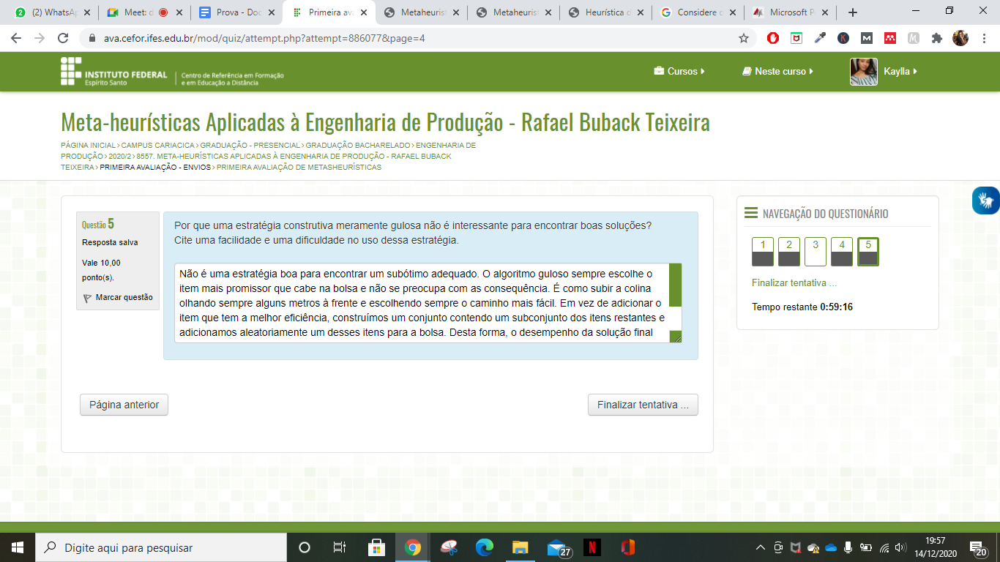 (2) WhatsAp
Meet: d
Prova - Doc
Primeira ava
Metaheurist
Metaheurist
Heurística d
Considere o
Microsoft P
ava.cefor.ifes.edu.br/mod/quiz/attempt.php?attempt=886077&page=4
INSTITUTO FEDERAL
Espírito Santo
Centro de Referência em Formação
e em Educação a Distância
Cursos
Neste curso
Kaylla
Meta-heurísticas Aplicadas à Engenharia de Produção - Rafael Buback Teixeira
PÁGINA INICIAL › CAMPUS CARIACICA › GRADUAÇÃO - PRESENCIAL › GRADUAÇÃO BACHARELADO › ENGENHARIA DE
PRODUÇÃO › 2020/2 › 8557. META-HEURÍSTICAS APLICADAS À ENGENHARIA DE PRODUÇÃO - RAFAEL BUBACK
TEIXEIRA › PRIMEIRA AVALIAÇÃO - ENVIOS › PRIMEIRA AVALIAÇÃO DE METASHEURÍSTICAS
Questão 5
Resposta salva
Vale 10,00
ponto(s).
Marcar questão
Por que uma estratégia construtiva meramente gulosa não é interessante para encontrar boas soluções?
Cite uma facilidade e uma dificuldade no uso dessa estratégia.
Não é uma estratégia boa para encontrar um subótimo adequado. O algoritmo guloso sempre escolhe o
item mais promissor que cabe na bolsa e não se preocupa com as consequência. É como subir a colina
olhando sempre alguns metros à frente e escolhendo sempre o caminho mais fácil. Em vez de adicionar o
item que tem a melhor eficiência, construímos um conjunto contendo um subconjunto dos itens restantes e
adicionamos aleatoriamente um desses itens para a bolsa. Desta forma, o desempenho da solução final
Página anterior
Finalizar tentativa ...
NAVEGAÇÃO DO QUESTIONÁRIO
1 2 3 4 5
Finalizar tentativa ...
Tempo restante 0:59:16
Digite aqui para pesquisar
27
19:57
14/12/2020
20